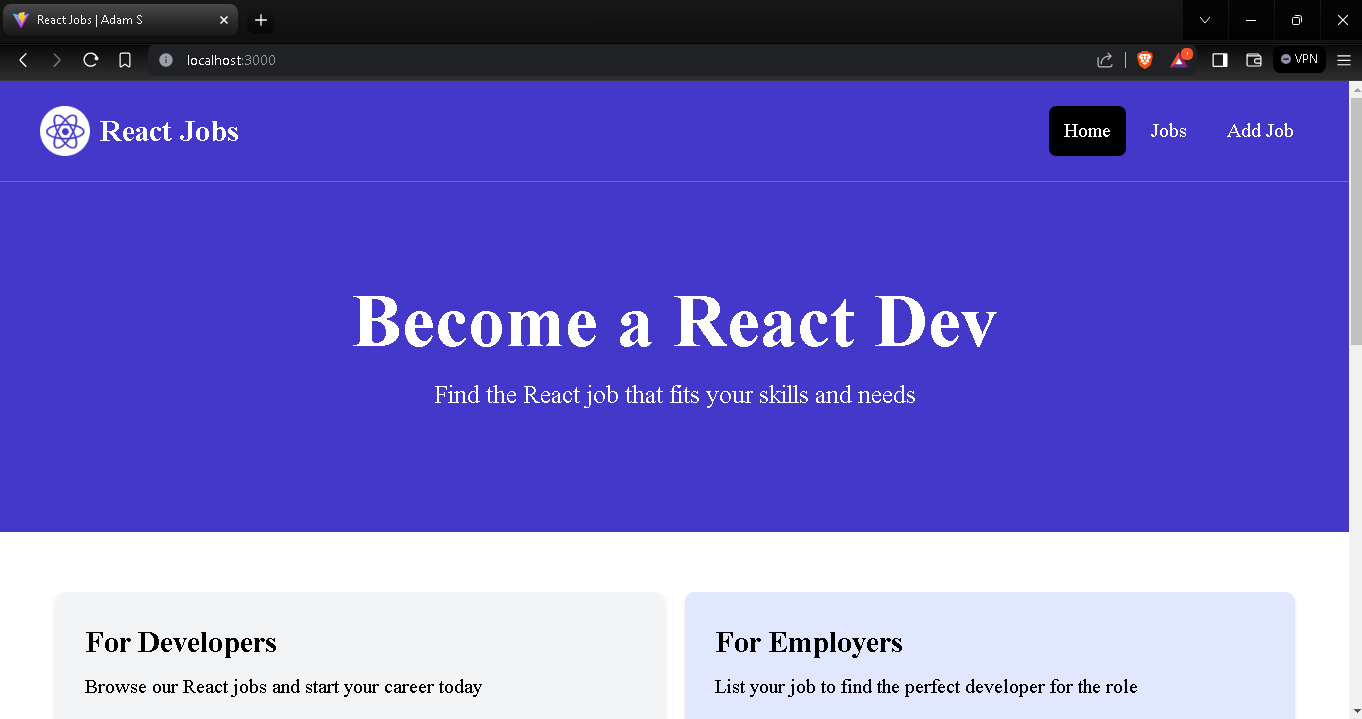 React Jobs | Adam S
localhost:3000
1
VPN
React Jobs
Home
Jobs
Add Job
Become a React Dev
Find the React job that fits your skills and needs
For Developers
Browse our React jobs and start your career today
For Employers
List your job to find the perfect developer for the role